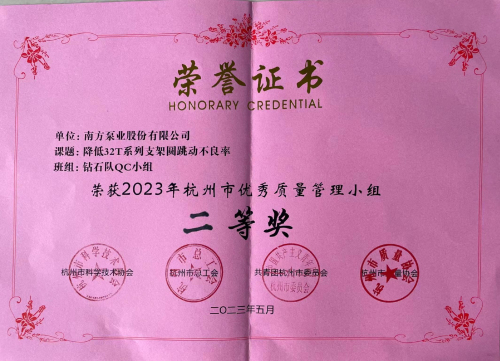 荣誉证书
HONORARY CREDENTIAL
单位: 南方泵业股份有限公司
课题: 降低32T系列支架圆跳动不良率
班组: 钻石队QC小组
荣获2023年杭州市优秀质量管理小组
二等奖
杭州市科学技术协会 杭州市总工会 共青团杭州市委员会 杭州市质量协会
二〇二三年五月